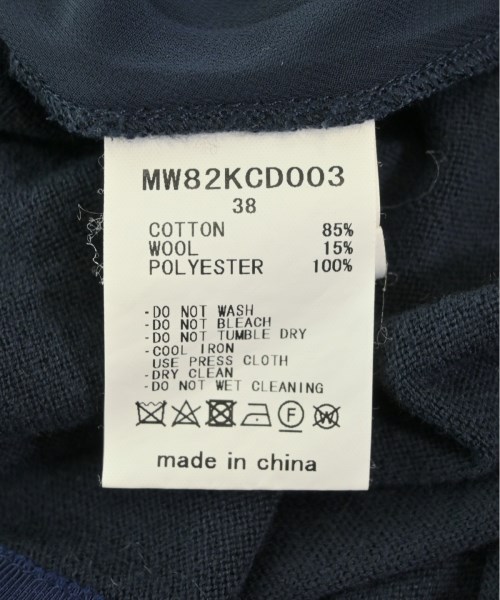 MW82KCD003
38
COTTON 85%
WOOL 15%
POLYESTER 100%
-DO NOT WASH
-DO NOT BLEACH
-DO NOT TUMBLE DRY
-COOL IRON
USE PRESS CLOTH
-DRY CLEAN
-DO NOT WET CLEANING
F W
made in china